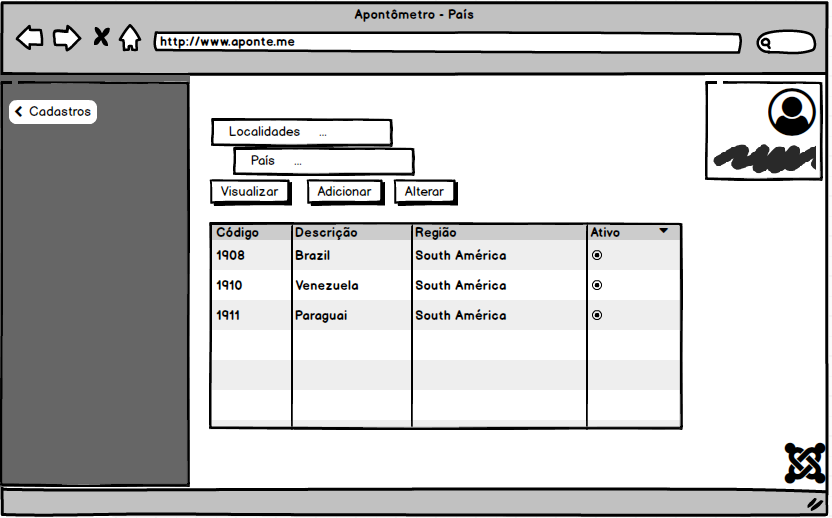 Apontômetro - País
http://www.aponte.me
Cadastros
Localidades ...
País ...
Visualizar Adicionar Alterar
Código Descrição Região Ativo
1908 Brazil South América
1910 Venezuela South América
1911 Paraguai South América